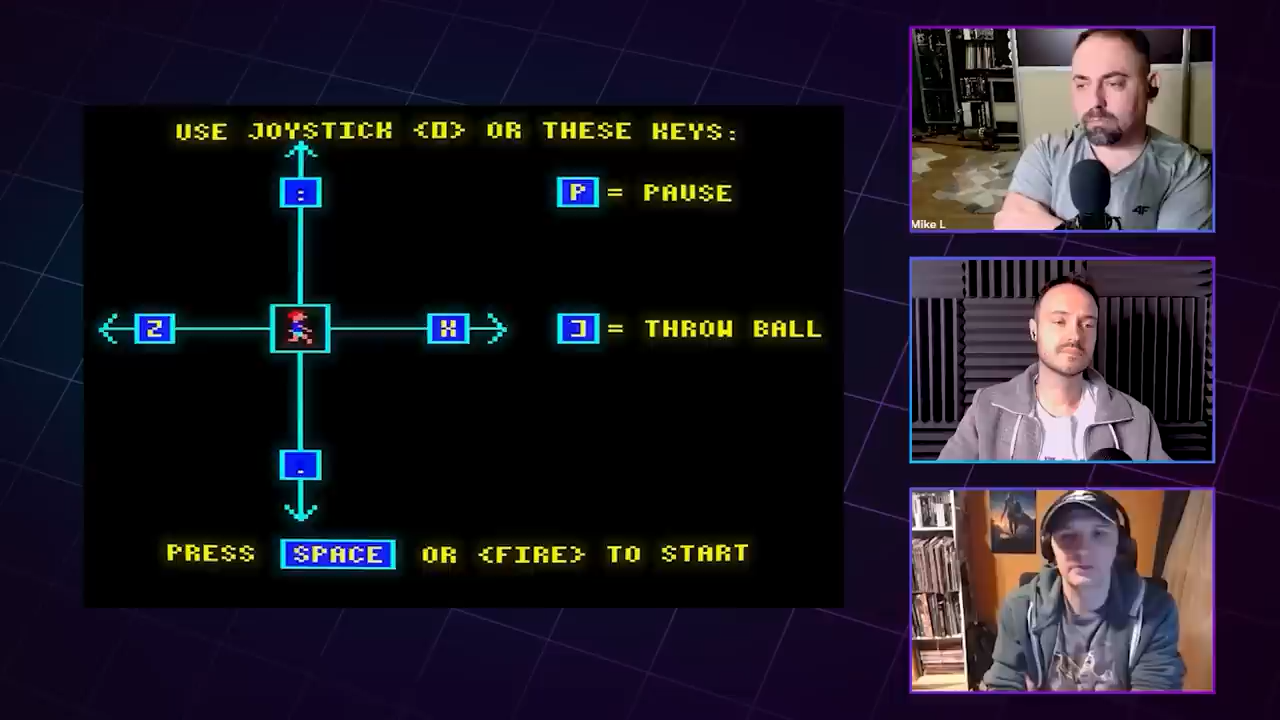 USE JOYSTICK <0> OR THESE KEYS:
:
P = PAUSE
Z
X
J = THROW BALL
.
PRESS SPACE OR <FIRE> TO START
Mike L
4F